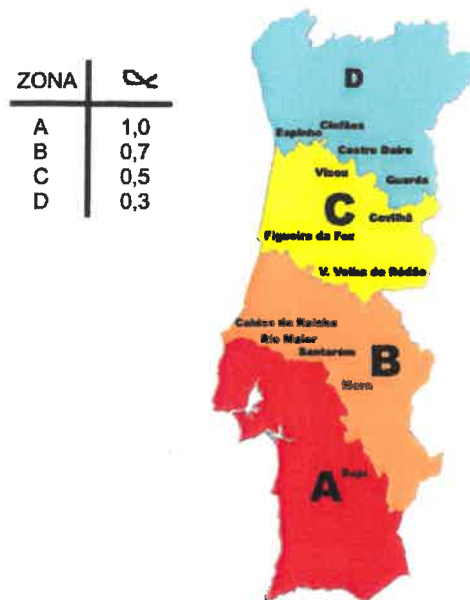 ZONA α
A 1,0
B 0,7
C 0,5
D 0,3
D
Cinfães
Espinho
Castro Daire
Viseu
Guarda
C
Covilhã
Figueira da Foz
V. Velha de Ródão
Caldas da Rainha
Rio Maior
Santarém
B
Mora
A
Beja